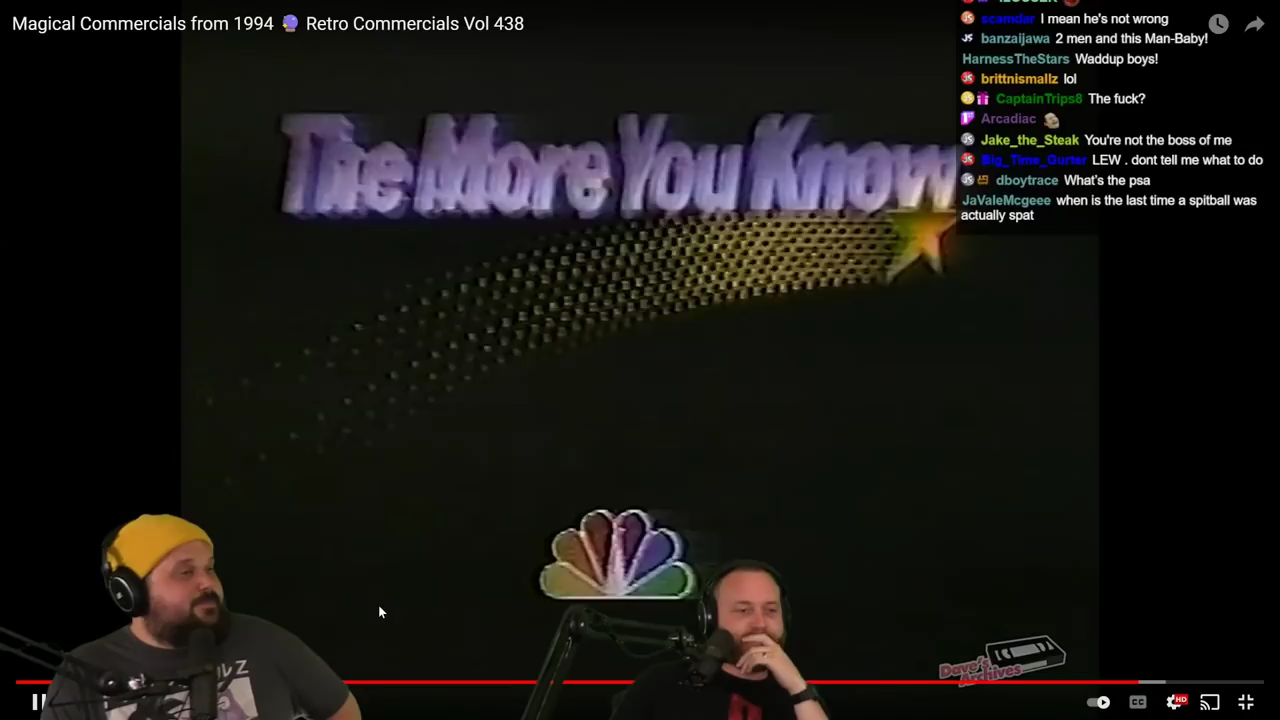 Magical Commercials from 1994 🔮 Retro Commercials Vol 438
scamdar I mean he's not wrong
banzaijawa 2 men and this Man-Baby!
HarnessTheStars Waddup boys!
brittnismallz lol
CaptainTrips8 The fuck?
Arcadiac
Jake_the_Steak You're not the boss of me
Big_Time_Gurter LEW . dont tell me what to do
dboytrace What's the psa
JaValeMcgeee when is the last time a spitball was
actually spat
The More You Know
Dave's
Archives
CC
HD